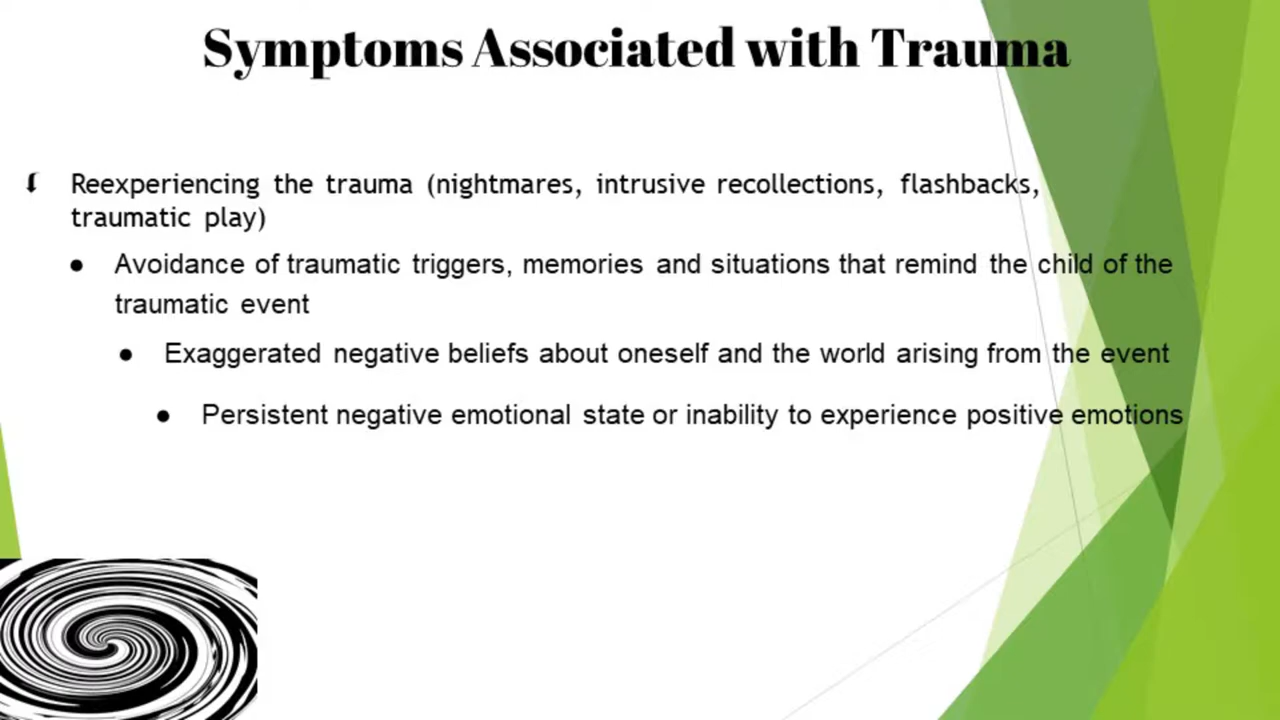 Symptoms Associated with Trauma
Reexperiencing the trauma (nightmares, intrusive recollections, flashbacks,
traumatic play)
● Avoidance of traumatic triggers, memories and situations that remind the child of the
traumatic event
● Exaggerated negative beliefs about oneself and the world arising from the event
● Persistent negative emotional state or inability to experience positive emotions